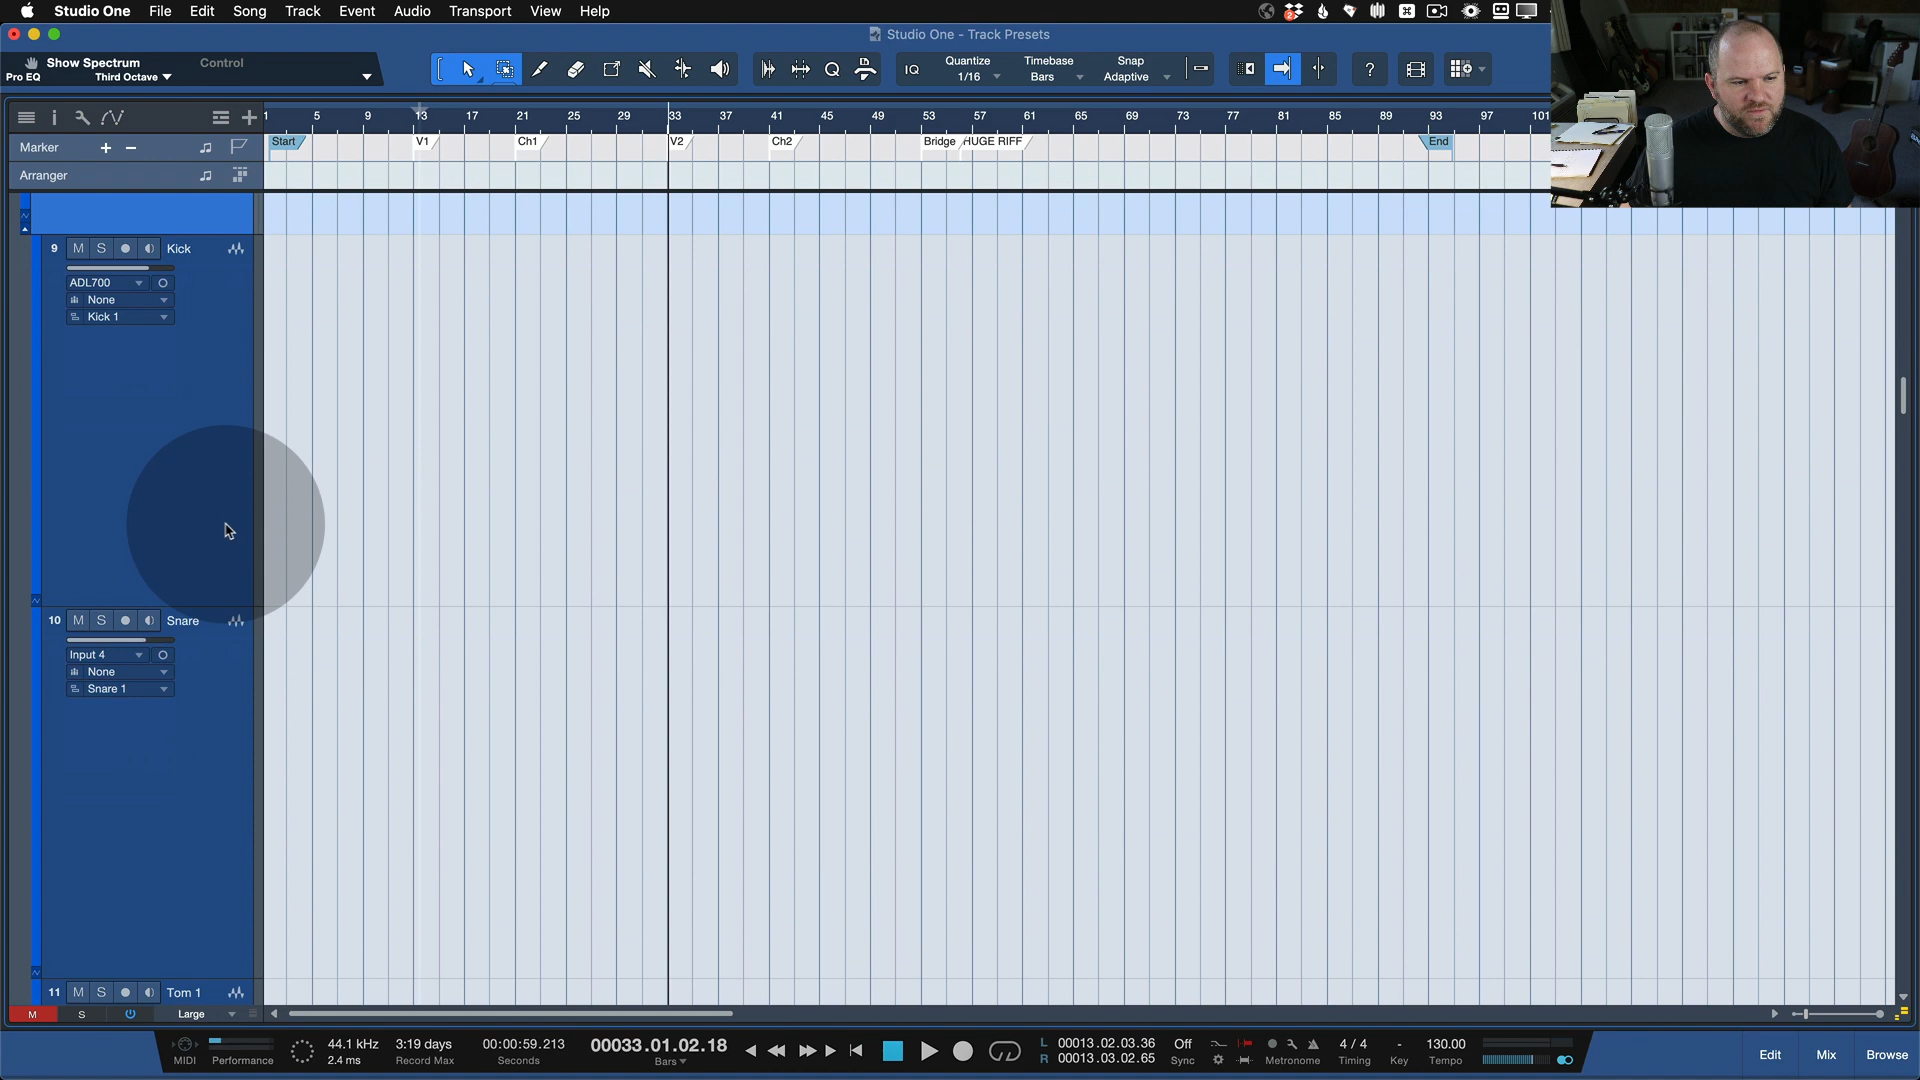 Studio One File Edit Song Track Event Audio Transport View Help
2
Studio One - Track Presets
Show Spectrum Control
Pro EQ Third Octave
IQ Quantize Timebase Snap ?
1/16 Bars Adaptive
1 5 9 13 17 21 25 29 33 37 41 45 49 53 57 61 65 69 73 77 81 85 89 93 97 101
Marker + − Start V1 Ch1 V2 Ch2 Bridge HUGE RIFF End
Arranger
9 M S Kick
ADL700
None
Kick 1
10 M S Snare
Input 4
None
Snare 1
11 M S Tom 1
M S Large
MIDI Performance
44.1 kHz
2.4 ms
3:19 days
Record Max
00:00:59.213
Seconds
00033.01.02.18
Bars
L 00013.02.03.36
R 00013.03.02.65
Off
Sync
Metronome
Timing
4 / 4
-
Key
130.00
Tempo
Edit Mix Browse